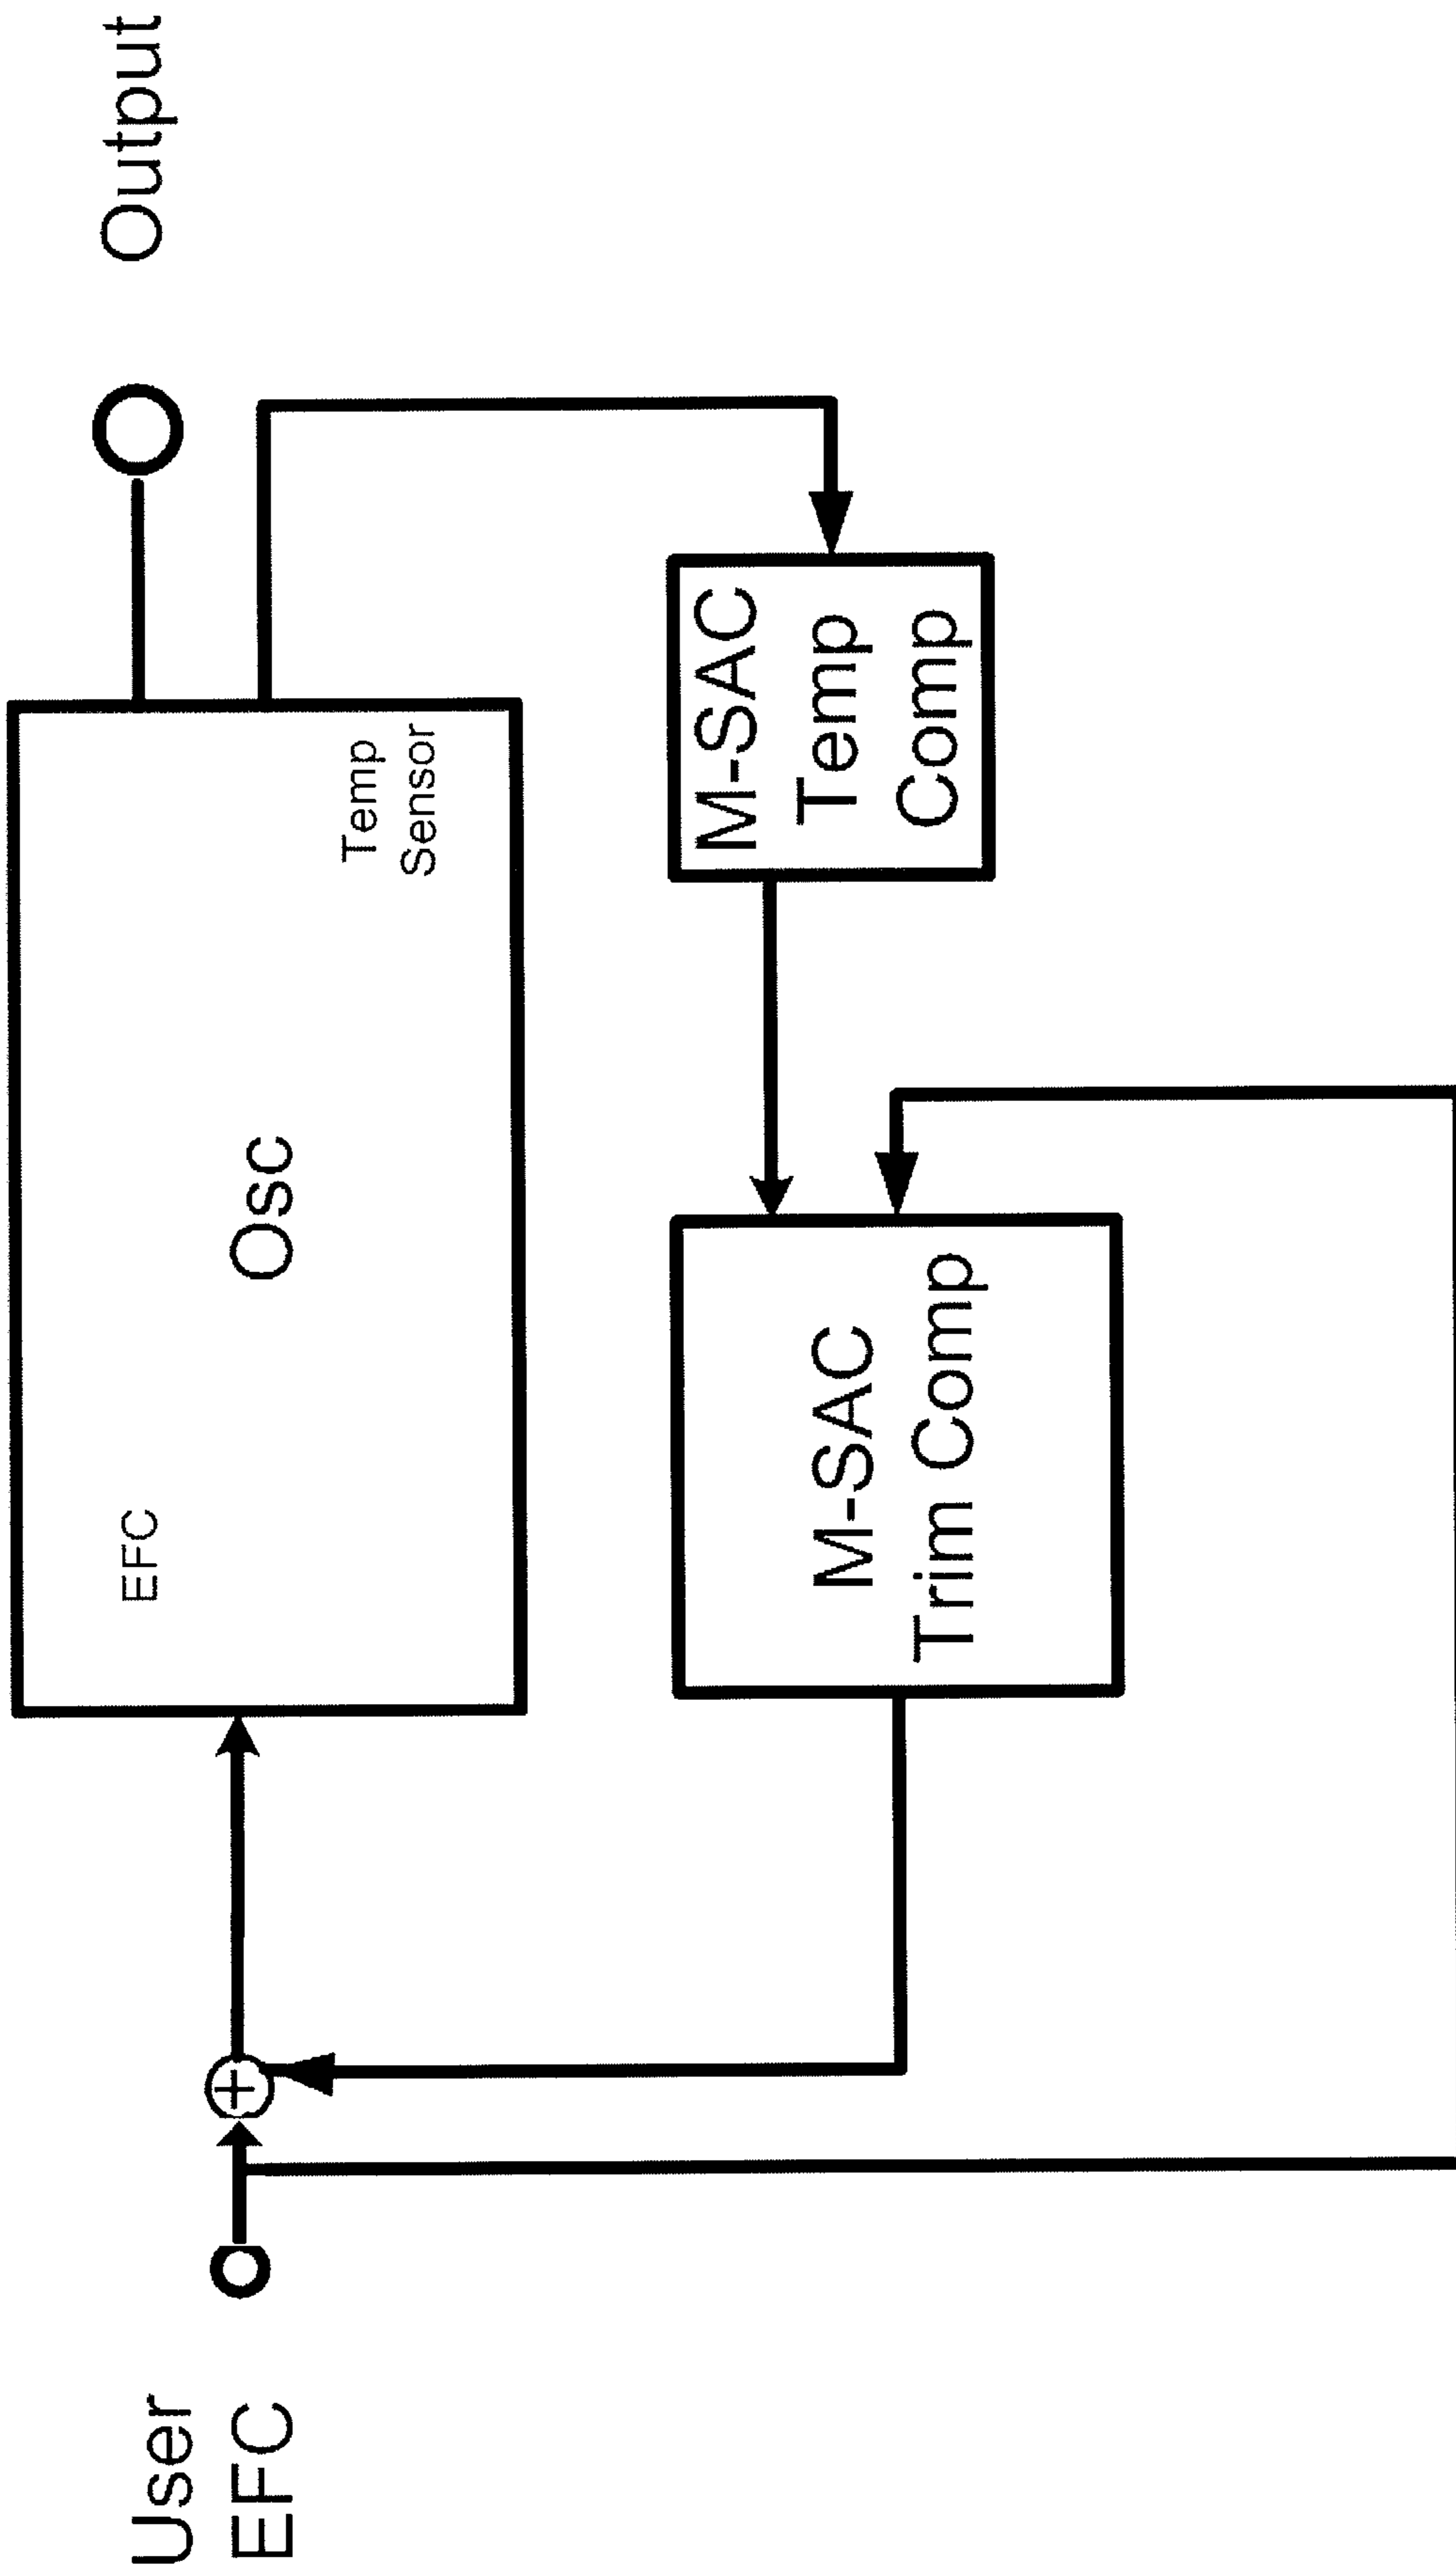 User
EFC
EFC
Osc
Temp
Sensor
Output
M-SAC
Trim Comp
M-SAC
Temp
Comp